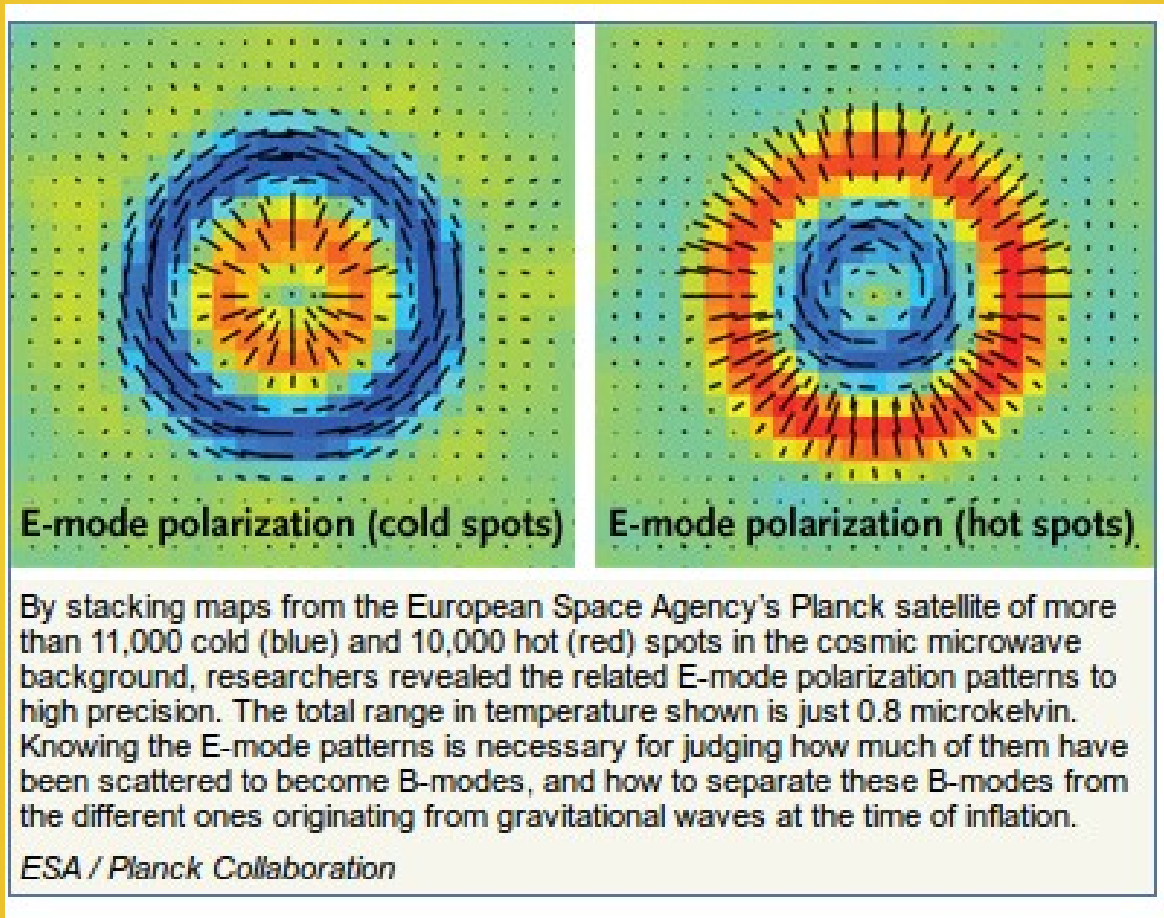 E-mode polarization (cold spots)
E-mode polarization (hot spots)
By stacking maps from the European Space Agency's Planck satellite of more
than 11,000 cold (blue) and 10,000 hot (red) spots in the cosmic microwave
background, researchers revealed the related E-mode polarization patterns to
high precision. The total range in temperature shown is just 0.8 microkelvin.
Knowing the E-mode patterns is necessary for judging how much of them have
been scattered to become B-modes, and how to separate these B-modes from
the different ones originating from gravitational waves at the time of inflation.
ESA / Planck Collaboration